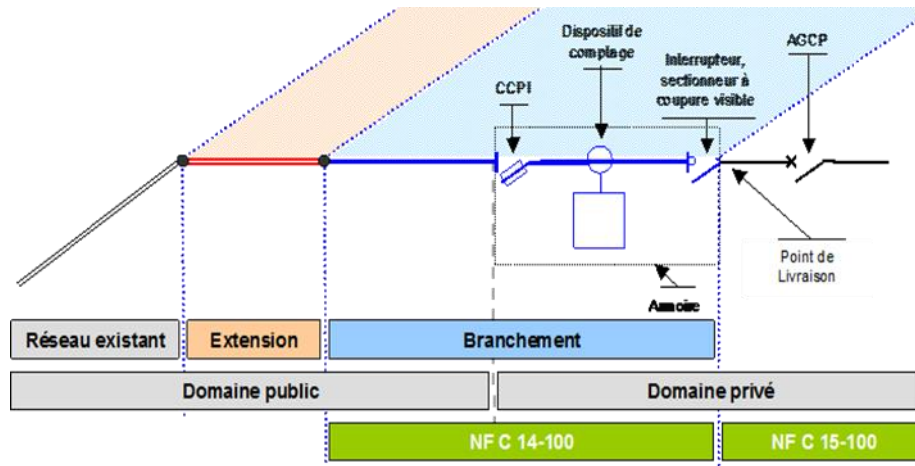 Dispositif de
comptage
AGCP
Interrupteur,
sectionneur à
coupure visible
CCPI
Point de
Livraison
Armoire
Réseau existant
Extension
Branchement
Domaine public
Domaine privé
NF C 14-100
NF C 15-100